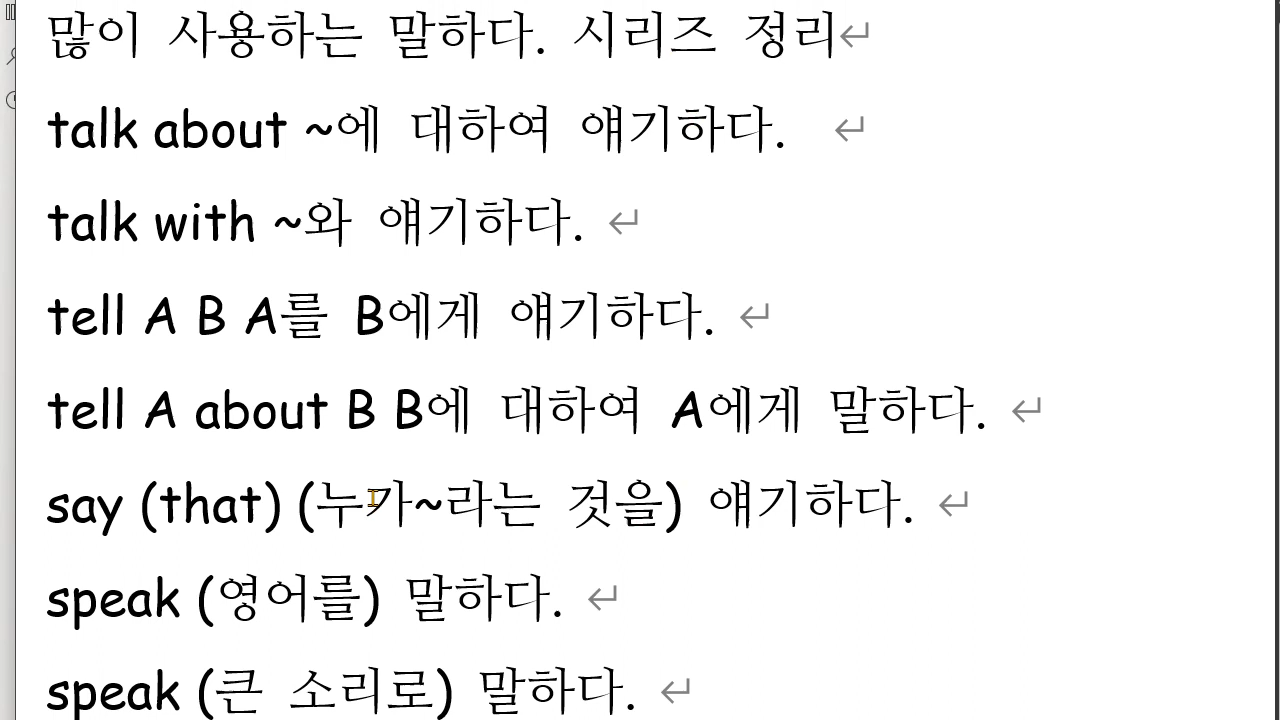 많이 사용하는 말하다. 시리즈 정리↵
talk about ~에 대하여 얘기하다. ↵
talk with ~와 얘기하다. ↵
tell A B A를 B에게 얘기하다. ↵
tell A about B B에 대하여 A에게 말하다. ↵
say (that) (누가~라는 것을) 얘기하다. ↵
speak (영어를) 말하다. ↵
speak (큰 소리로) 말하다. ↵